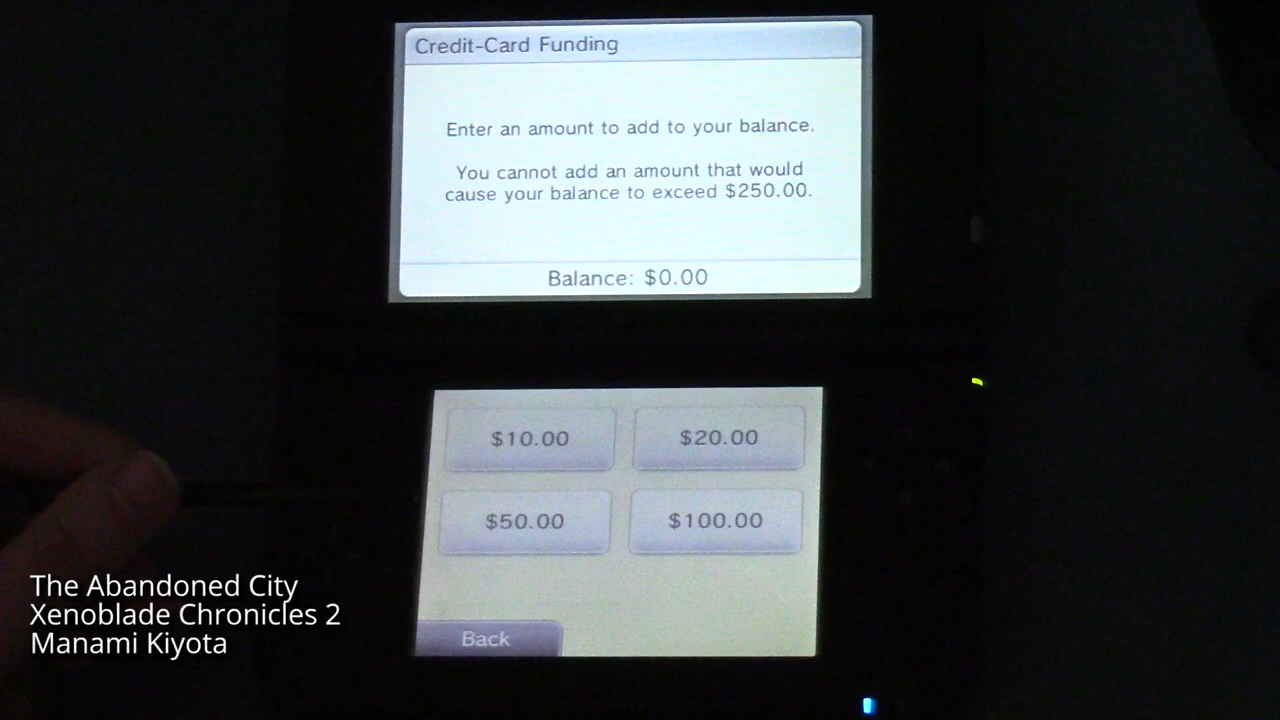 Credit-Card Funding
Enter an amount to add to your balance.
You cannot add an amount that would
cause your balance to exceed $250.00.
Balance: $0.00
$10.00
$20.00
$50.00
$100.00
Back
The Abandoned City
Xenoblade Chronicles 2
Manami Kiyota